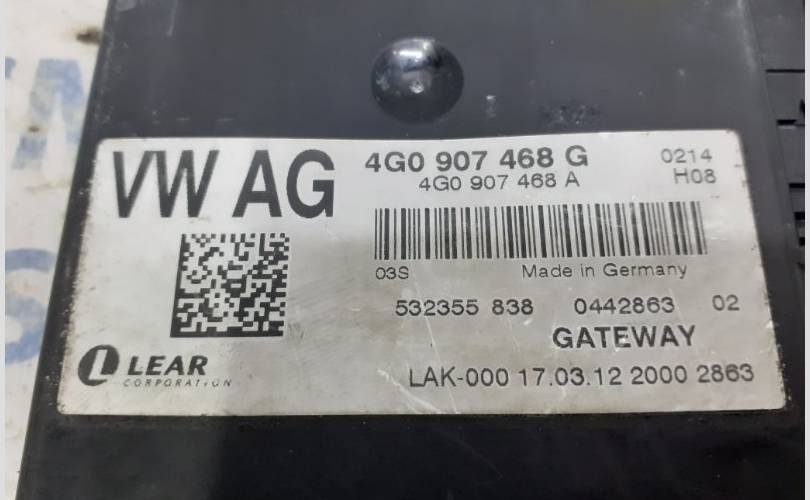 VW AG
4G0 907 468 G 0214
4G0 907 468 A H08
03S Made in Germany
532355 838 0442863 02
GATEWAY
LEAR
CORPORATION
LAK-000 17.03.12 2000 2863